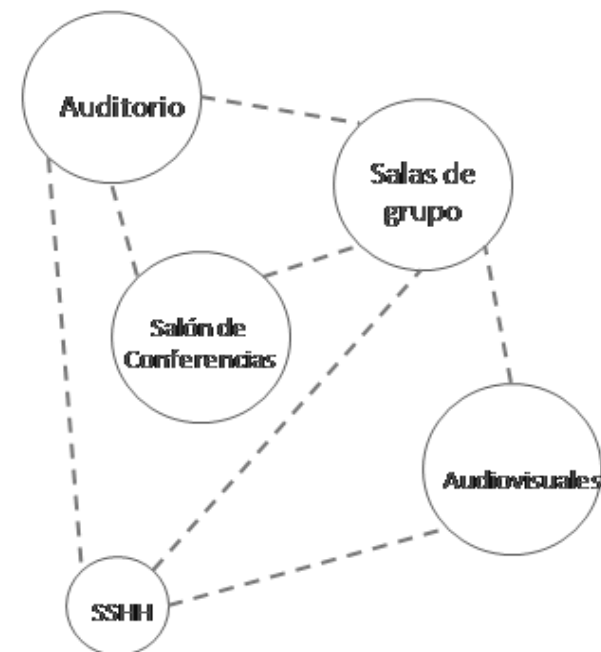 Auditorio
Salas de
grupo
Salón de
Conferencias
Audiovisuales
SSHH